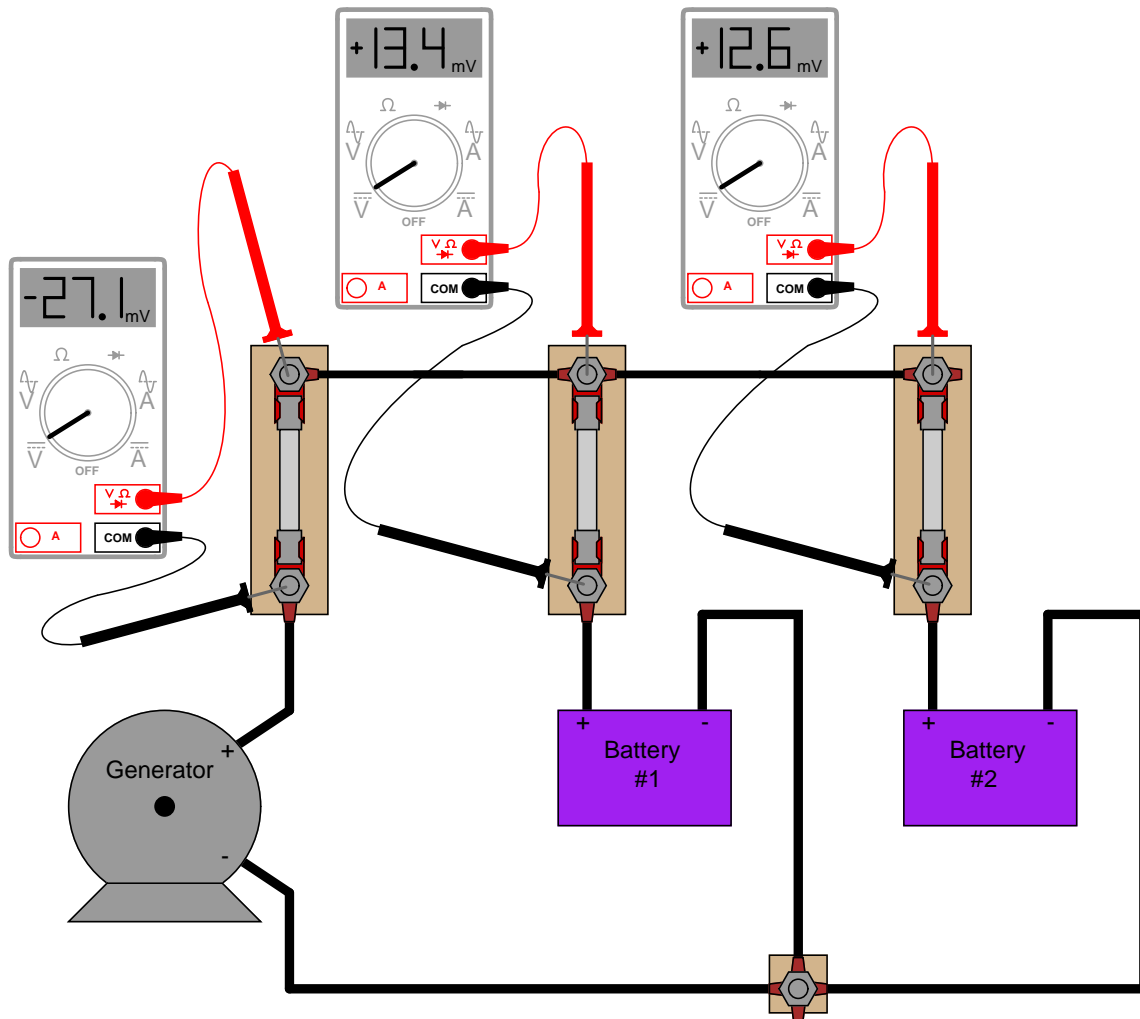 +13.4 mV
Ω
V A
V A
OFF
V Ω
A COM
+12.6 mV
Ω
V A
V A
OFF
V Ω
A COM
-27.1 mV
Ω
V A
V A
OFF
V Ω
A COM
+ - + -
Battery
#1
Battery
#2
+
Generator
-